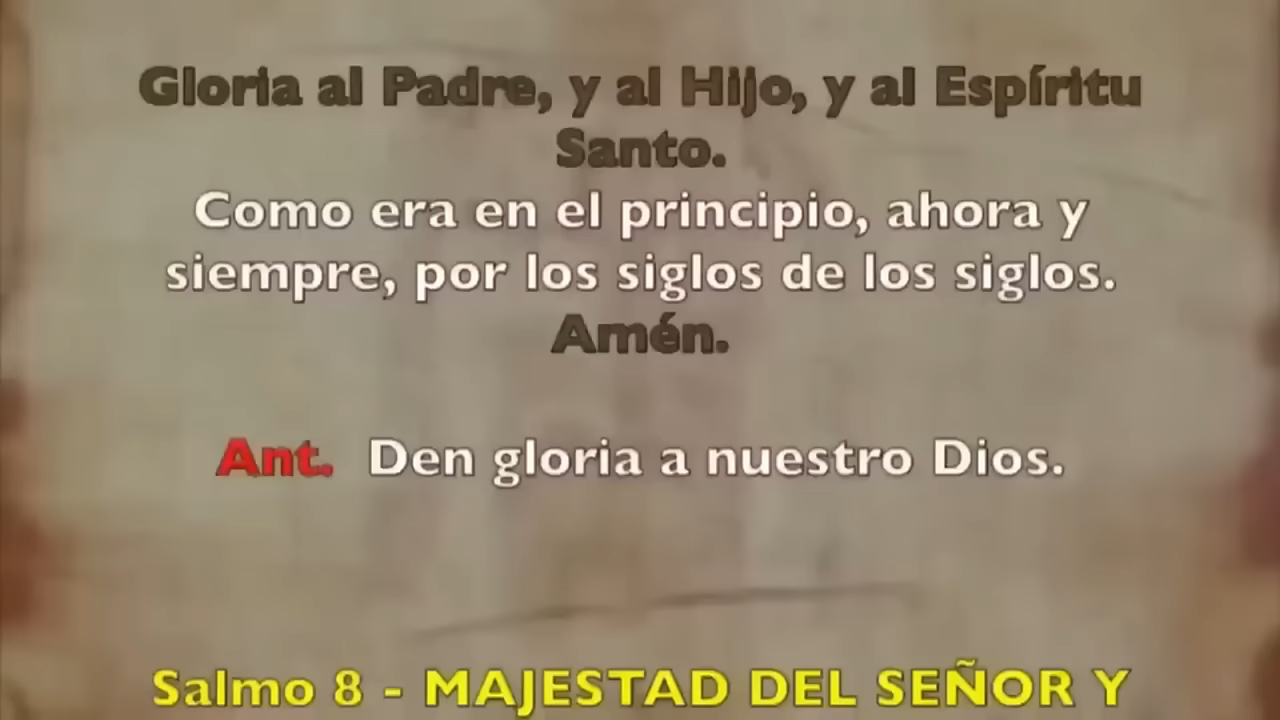 Gloria al Padre, y al Hijo, y al Espíritu
Santo.
Como era en el principio, ahora y
siempre, por los siglos de los siglos.
Amén.
Ant. Den gloria a nuestro Dios.
Salmo 8 - MAJESTAD DEL SEÑOR Y